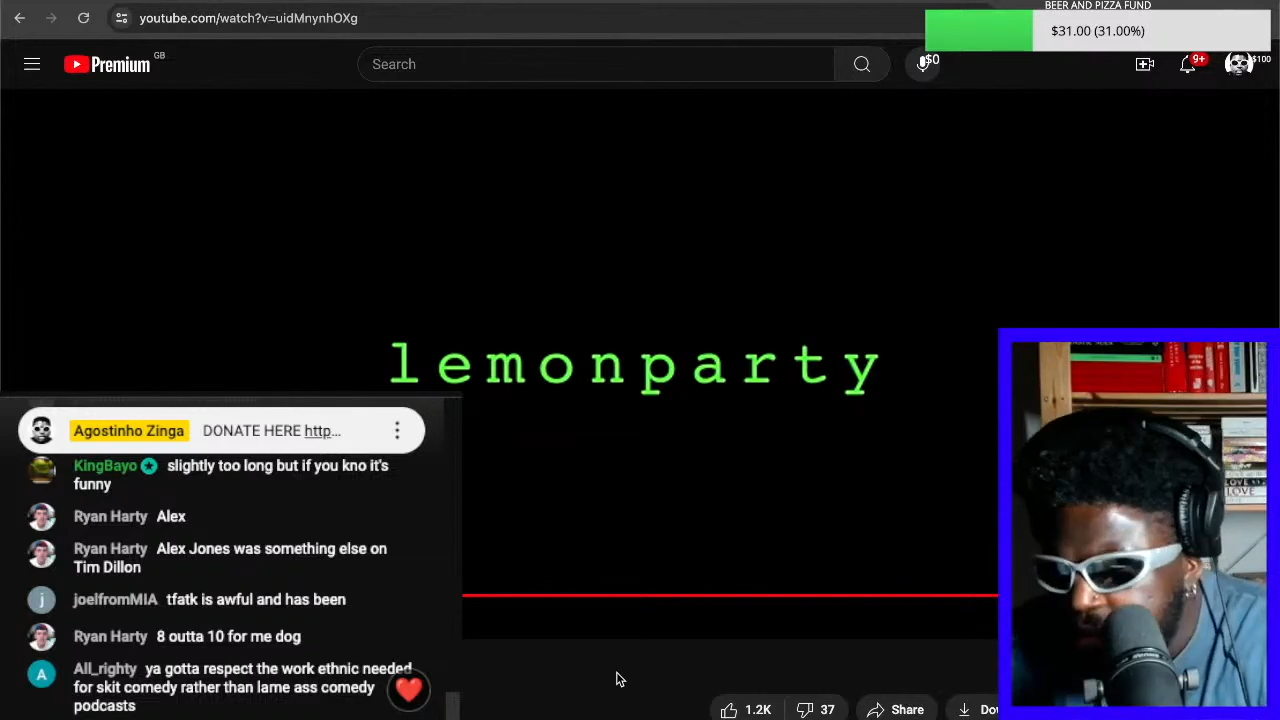 youtube.com/watch?v=uidMnynhOXg
BEER AND PIZZA FUND
$31.00 (31.00%)
$0
$100
Premium GB
Search
9+
lemonparty
Agostinho Zinga DONATE HERE http...
KingBayo slightly too long but if you kno it's
funny
Ryan Harty Alex
Ryan Harty Alex Jones was something else on
Tim Dillon
j joelfromMIA tfatk is awful and has been
Ryan Harty 8 outta 10 for me dog
A All_righty ya gotta respect the work ethnic needed
for skit comedy rather than lame ass comedy
podcasts
1.2K 37 Share Dow
LOVE
LOVE